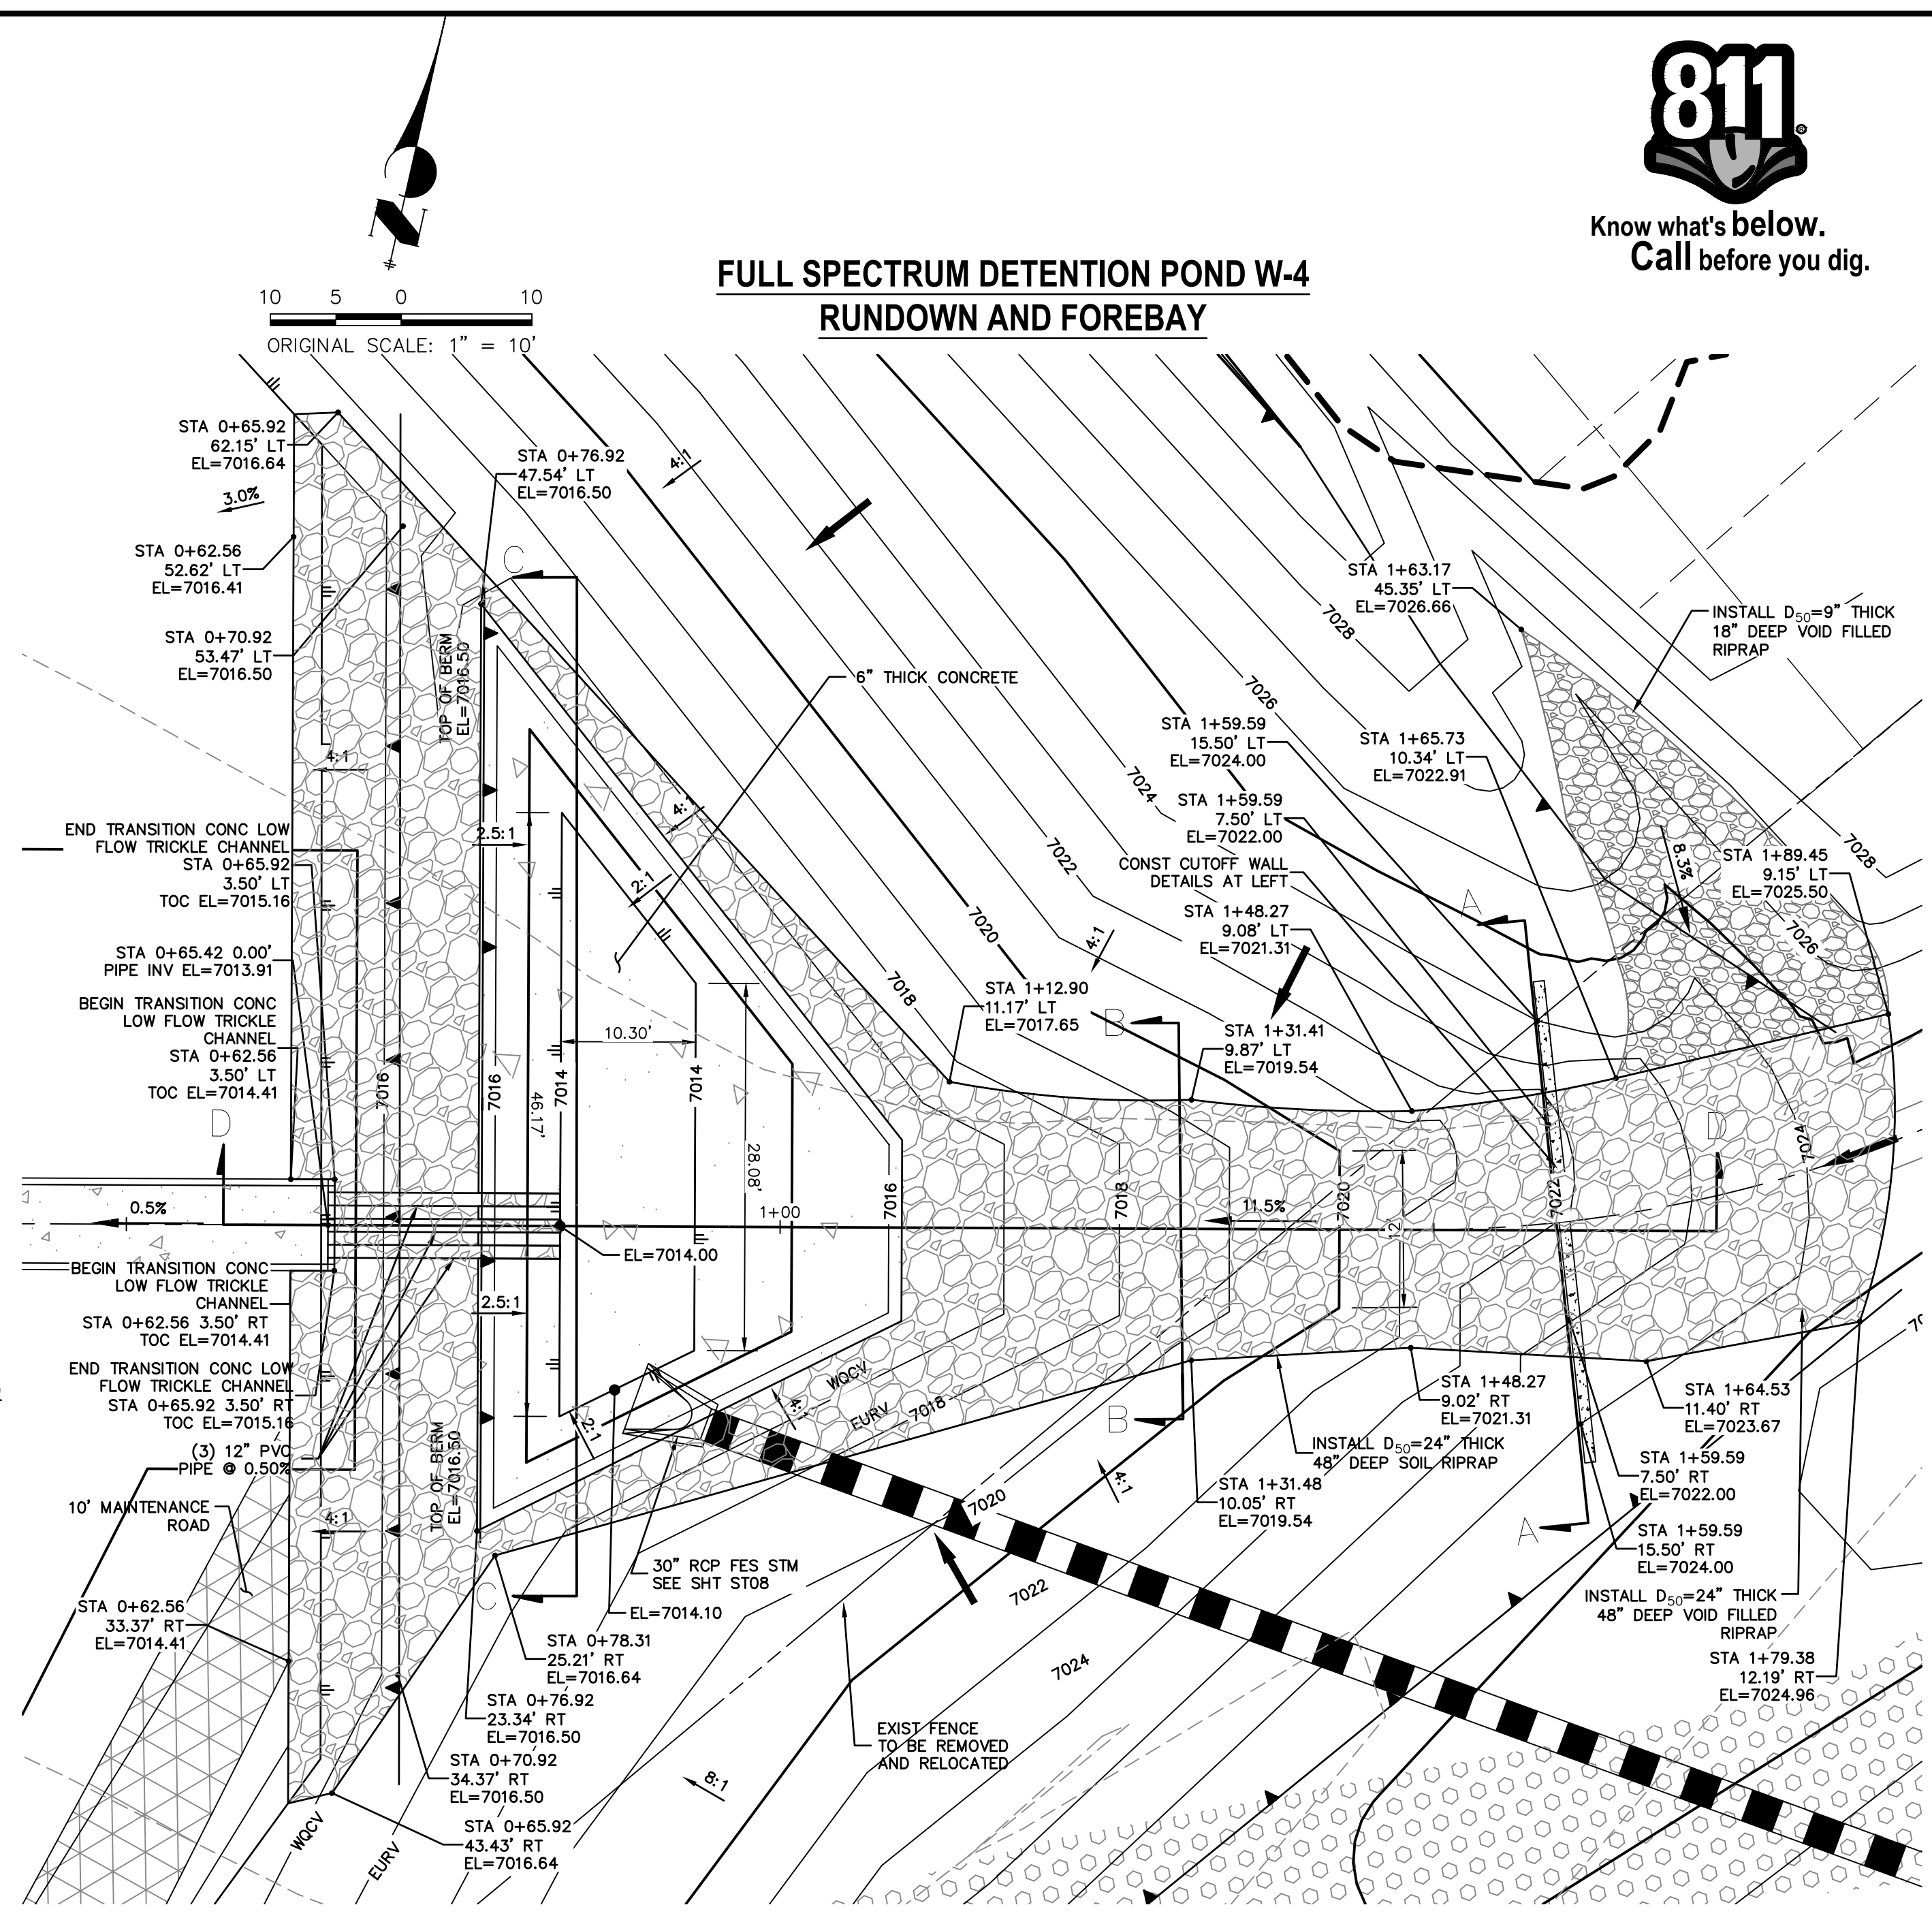 811
®
Know what's below.
Call before you dig.
N
FULL SPECTRUM DETENTION POND W-4
RUNDOWN AND FOREBAY
10 5 0 10
ORIGINAL SCALE: 1" = 10'
STA 0+65.92
62.15' LT
EL=7016.64
3.0%
STA 0+62.56
52.62' LT
EL=7016.41
STA 0+70.92
53.47' LT
EL=7016.50
STA 0+76.92
47.54' LT
EL=7016.50
4:1
C
TOP OF BERM
EL=7016.50
6" THICK CONCRETE
STA 1+63.17
45.35' LT
EL=7026.66
7028
INSTALL D50=9" THICK
18" DEEP VOID FILLED
RIPRAP
7026
STA 1+59.59
15.50' LT
EL=7024.00
STA 1+65.73
10.34' LT
EL=7022.91
7024
STA 1+59.59
7.50' LT
EL=7022.00
7022
CONST CUTOFF WALL
DETAILS AT LEFT
STA 1+48.27
9.08' LT
EL=7021.31
A
8.3%
STA 1+89.45
9.15' LT
EL=7025.50
7028
7026
4:1
4:1
2.5:1
2:1
END TRANSITION CONC LOW
FLOW TRICKLE CHANNEL
STA 0+65.92
3.50' LT
TOC EL=7015.16
STA 0+65.42 0.00'
PIPE INV EL=7013.91
BEGIN TRANSITION CONC
LOW FLOW TRICKLE
CHANNEL
STA 0+62.56
3.50' LT
TOC EL=7014.41
7020
4:1
7018
STA 1+12.90
11.17' LT
EL=7017.65
B
STA 1+31.41
9.87' LT
EL=7019.54
10.30'
7016
7016
46.17'
7014
7014
28.08'
D
D
7024
0.5%
1+00
7016
7018
11.5%
7020
12'
7022
EL=7014.00
BEGIN TRANSITION CONC
LOW FLOW TRICKLE
CHANNEL
STA 0+62.56 3.50' RT
TOC EL=7014.41
2.5:1
END TRANSITION CONC LOW
FLOW TRICKLE CHANNEL
STA 0+65.92 3.50' RT
TOC EL=7015.16
(3) 12" PVC
PIPE @ 0.50%
10' MAINTENANCE
ROAD
4:1
TOP OF BERM
EL=7016.50
2:1
WQCV
EURV
7018
4:1
B
INSTALL D50=24" THICK
48" DEEP SOIL RIPRAP
STA 1+48.27
9.02' RT
EL=7021.31
STA 1+64.53
11.40' RT
EL=7023.67
STA 1+59.59
7.50' RT
EL=7022.00
A
STA 1+59.59
15.50' RT
EL=7024.00
INSTALL D50=24" THICK
48" DEEP VOID FILLED
RIPRAP
STA 1+79.38
12.19' RT
EL=7024.96
4:1
STA 1+31.48
10.05' RT
EL=7019.54
7020
7022
7024
30" RCP FES STM
SEE SHT ST08
EL=7014.10
C
STA 0+62.56
33.37' RT
EL=7014.41
STA 0+78.31
25.21' RT
EL=7016.64
STA 0+76.92
23.34' RT
EL=7016.50
STA 0+70.92
34.37' RT
EL=7016.50
STA 0+65.92
43.43' RT
EL=7016.64
EXIST FENCE
TO BE REMOVED
AND RELOCATED
8:1
WQCV
EURV